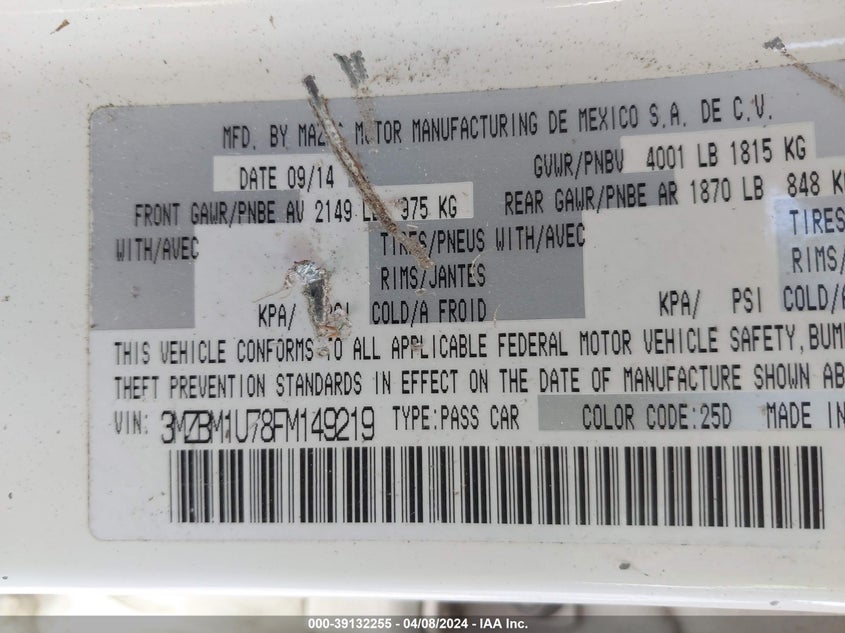 MFD. BY MAZDA MOTOR MANUFACTURING DE MEXICO S.A. DE C.V.
DATE 09/14 GVWR/PNBV 4001 LB 1815 KG
FRONT GAWR/PNBE AV 2149 LB 975 KG REAR GAWR/PNBE AR 1870 LB 848 KG
WITH/AVEC TIRES/PNEUS WITH/AVEC TIRES
RIMS/JANTES RIMS/
KPA/ PSI COLD/A FROID KPA/ PSI COLD/A
THIS VEHICLE CONFORMS TO ALL APPLICABLE FEDERAL MOTOR VEHICLE SAFETY, BUM
THEFT PREVENTION STANDARDS IN EFFECT ON THE DATE OF MANUFACTURE SHOWN AB
VIN: 3MZBM1U78FM149219 TYPE:PASS CAR COLOR CODE:25D MADE IN
000-39132255 - 04/08/2024 - IAA Inc.